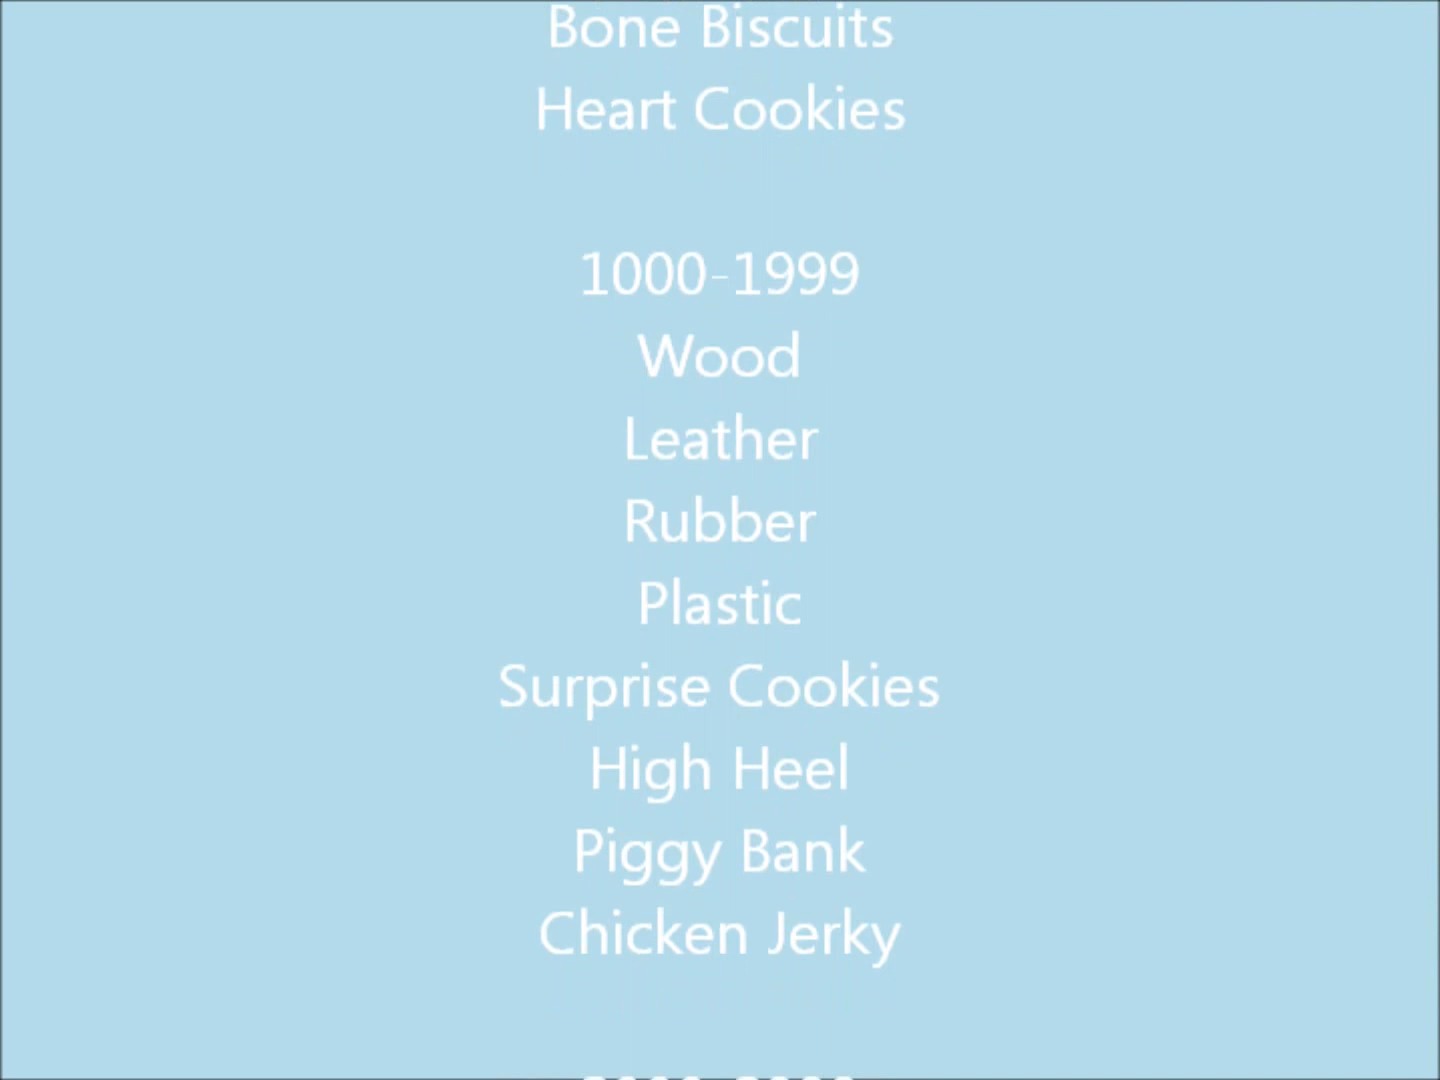 Bone Biscuits
Heart Cookies
1000-1999
Wood
Leather
Rubber
Plastic
Surprise Cookies
High Heel
Piggy Bank
Chicken Jerky